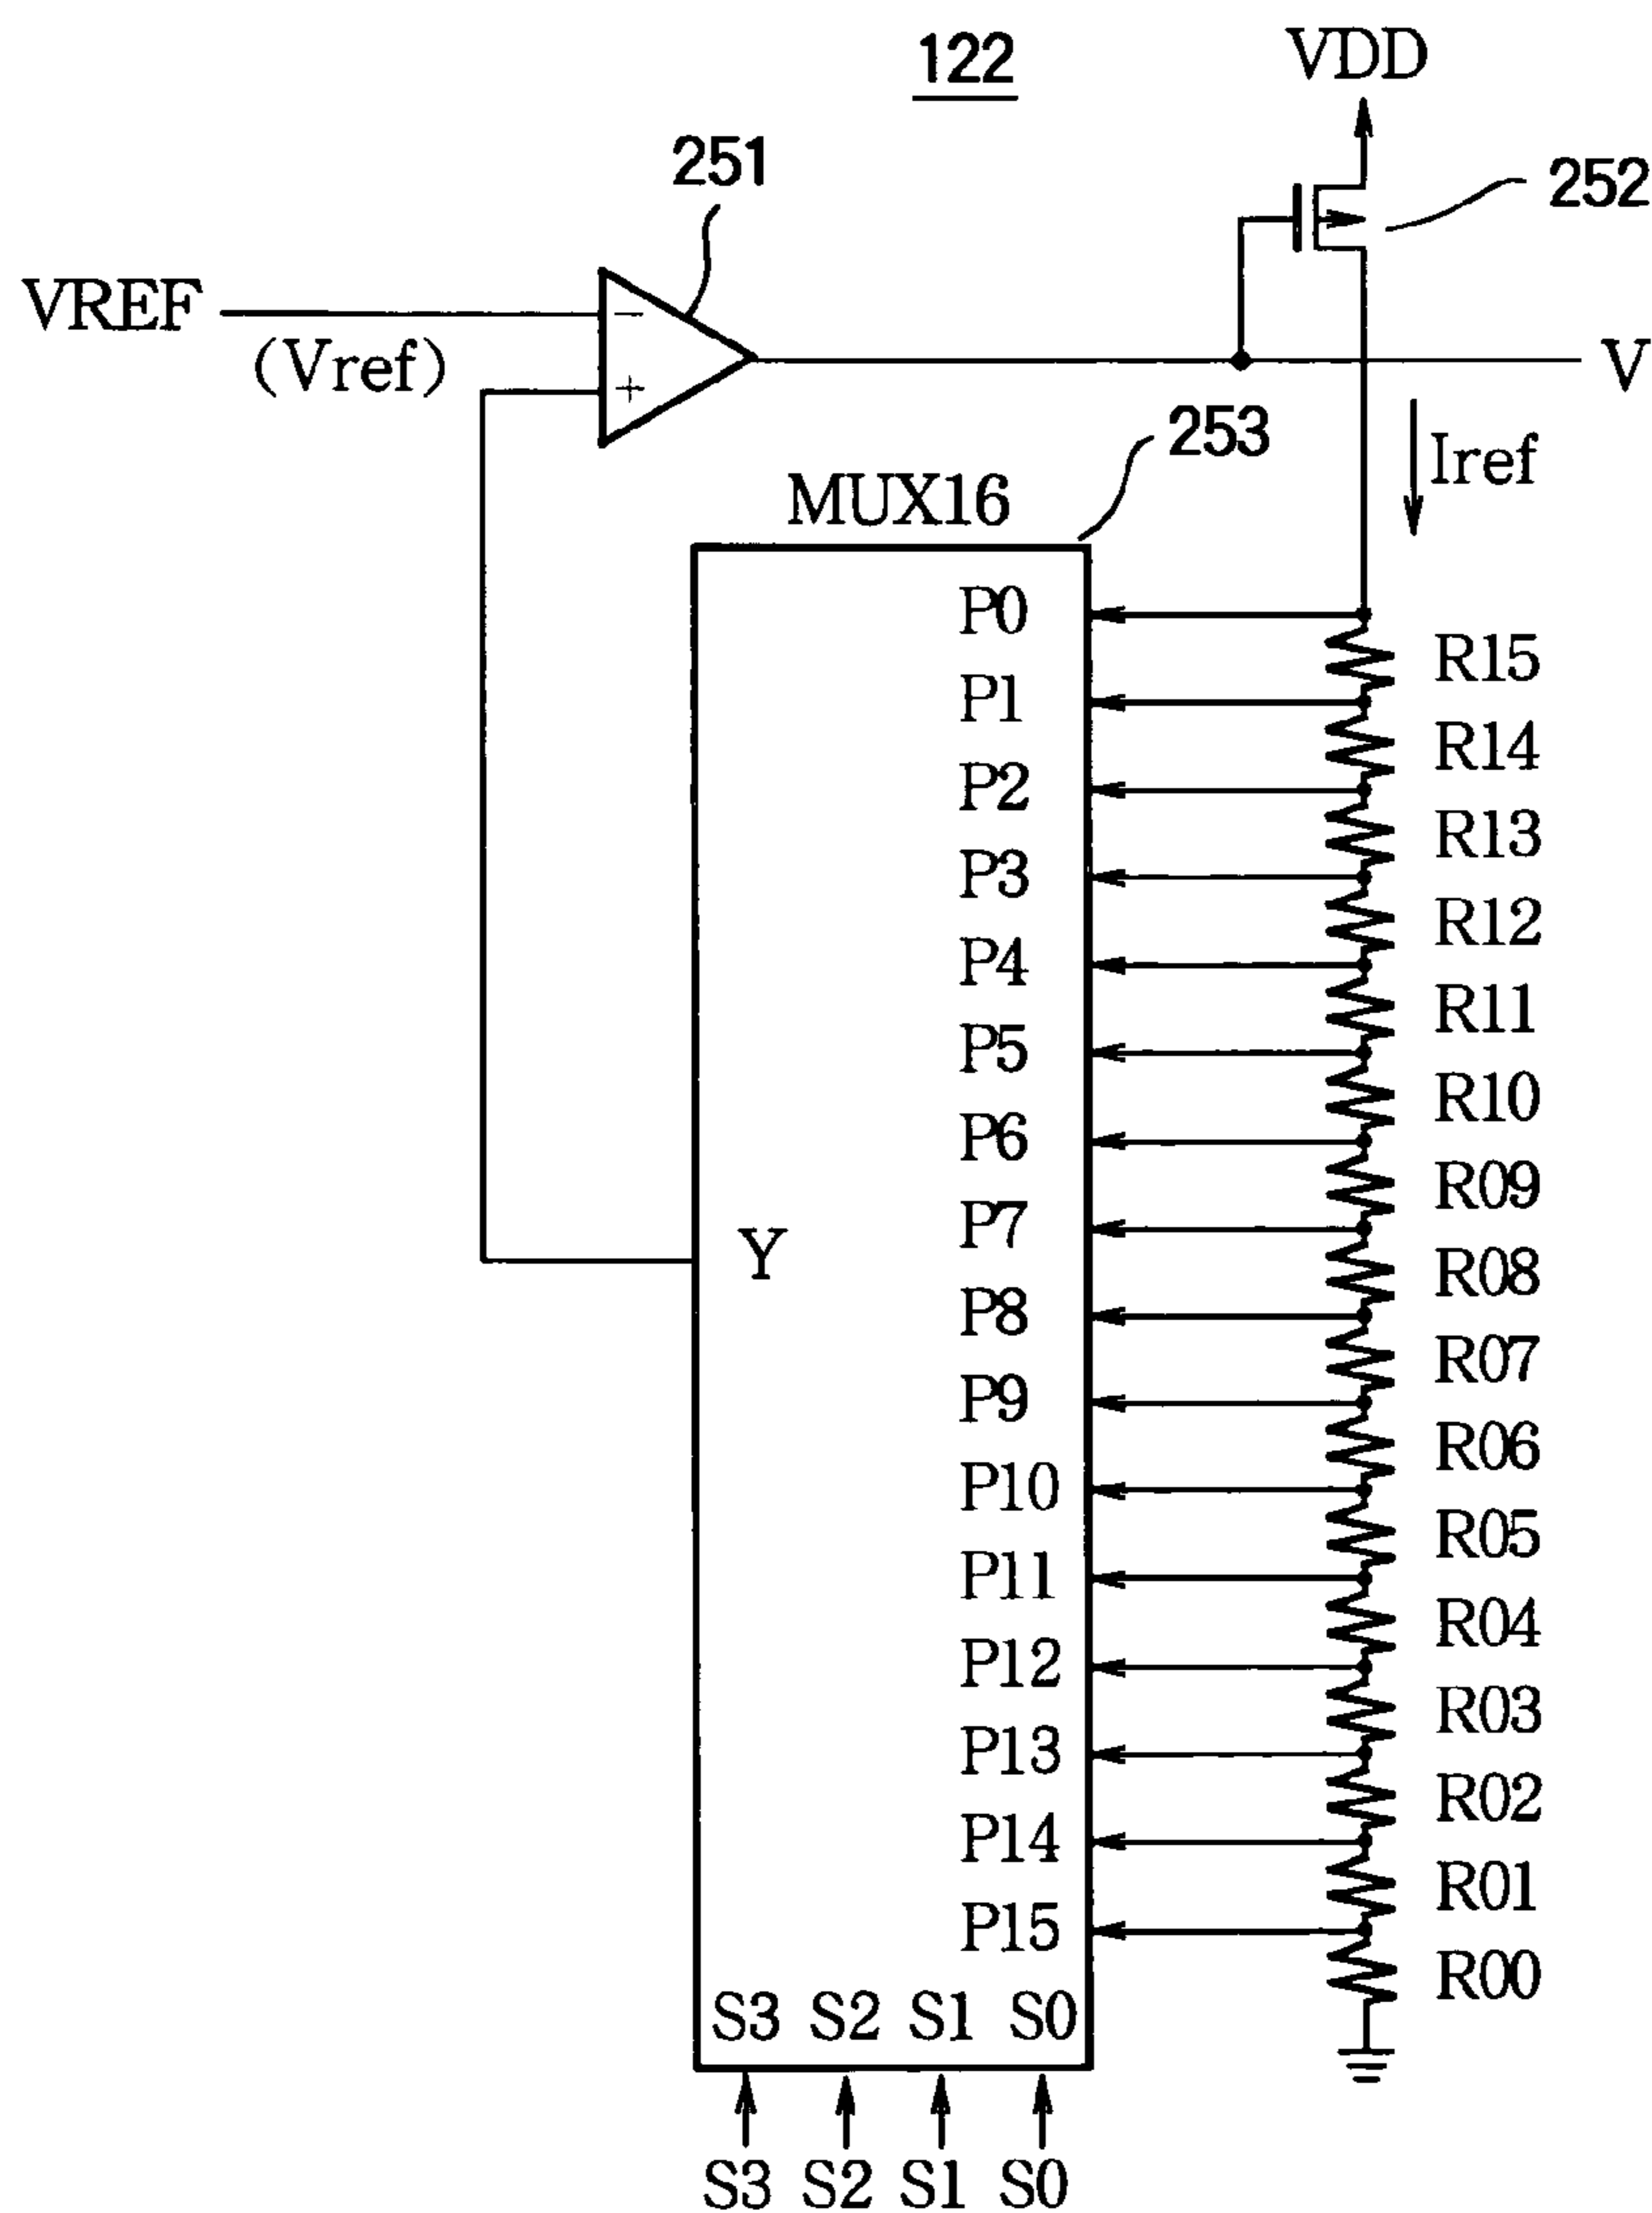 122
VDD
251
252
VREF
(Vref)
−
+
V
253
Iref
MUX16
P0
R15
P1
R14
P2
R13
P3
R12
P4
R11
P5
R10
P6
R09
P7
R08
Y
P8
R07
P9
R06
P10
R05
P11
R04
P12
R03
P13
R02
P14
R01
P15
R00
S3 S2 S1 S0
S3 S2 S1 S0